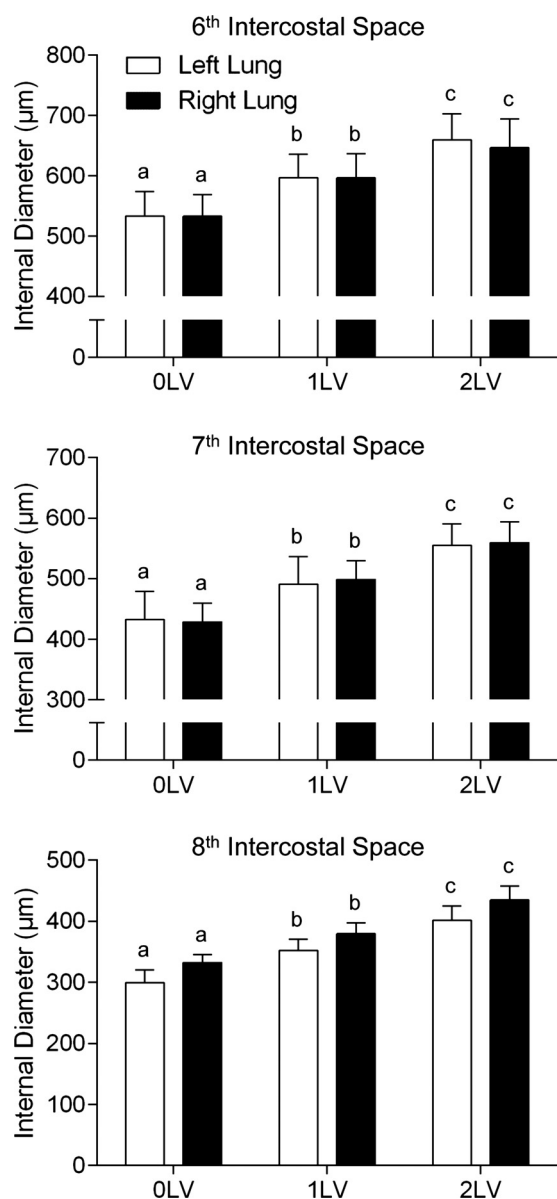 6th Intercostal Space
Left Lung
Right Lung
Internal Diameter (µm)
800
700
600
500
400
0
a a b b c c
0LV 1LV 2LV
7th Intercostal Space
Internal Diameter (µm)
700
600
500
400
300
0
a a b b c c
0LV 1LV 2LV
8th Intercostal Space
Internal Diameter (µm)
500
400
300
200
100
0
a a b b c c
0LV 1LV 2LV